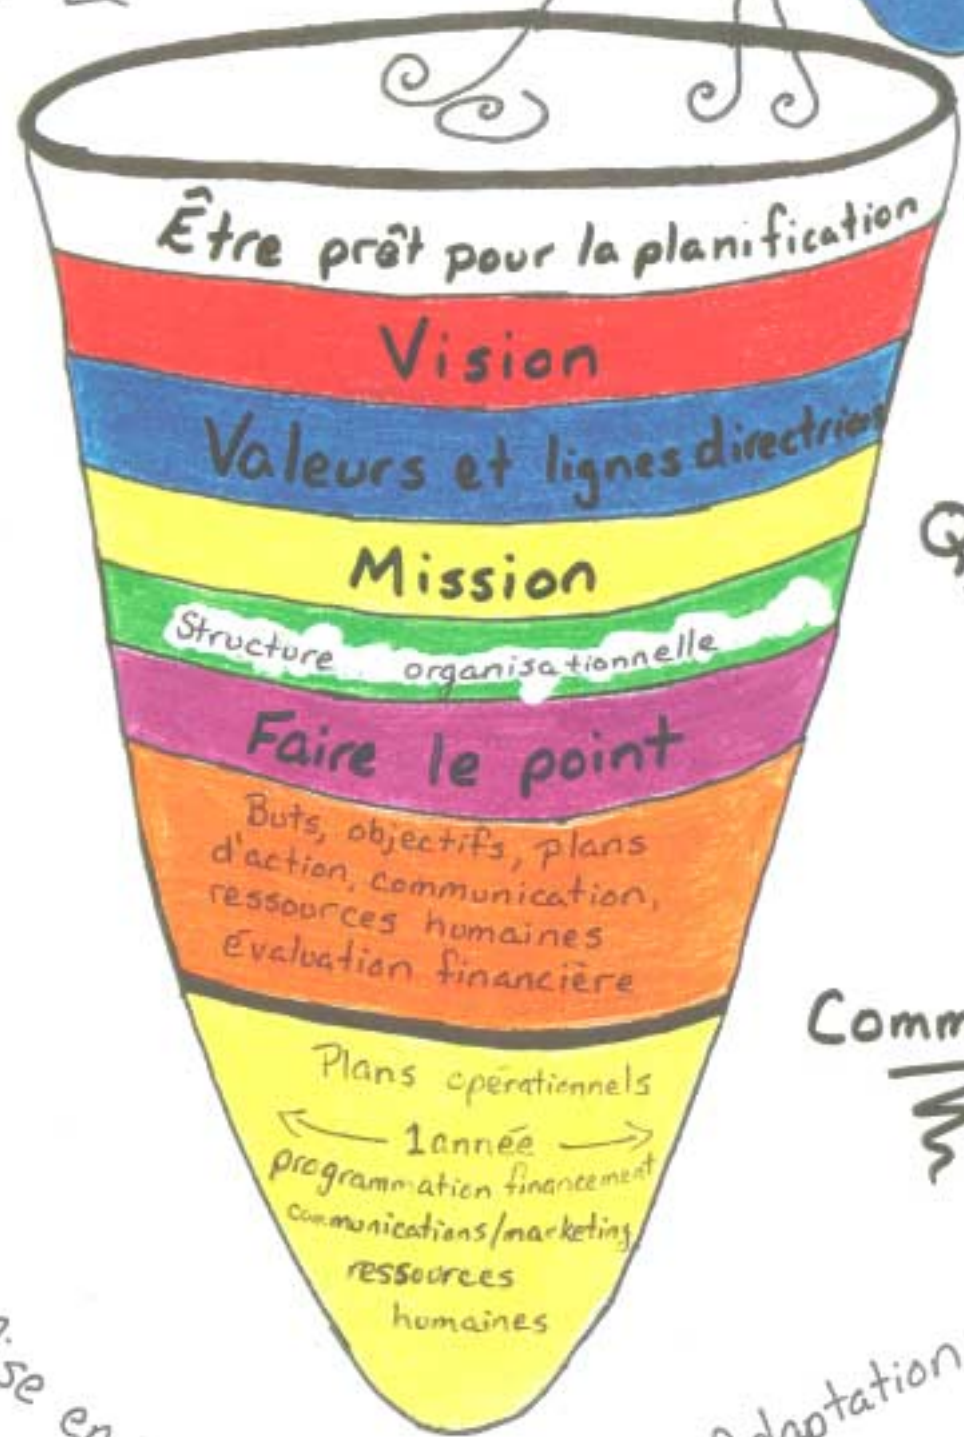 Être prêt pour la planification
Vision
Valeurs et lignes directrices
Mission
Structure organisationnelle
Faire le point
Buts, objectifs, plans
d'action, communication,
ressources humaines
évaluation financière
Plans opérationnels
1 année
programmation financement
communications/marketing
ressources
humaines
Comm
Adaptation